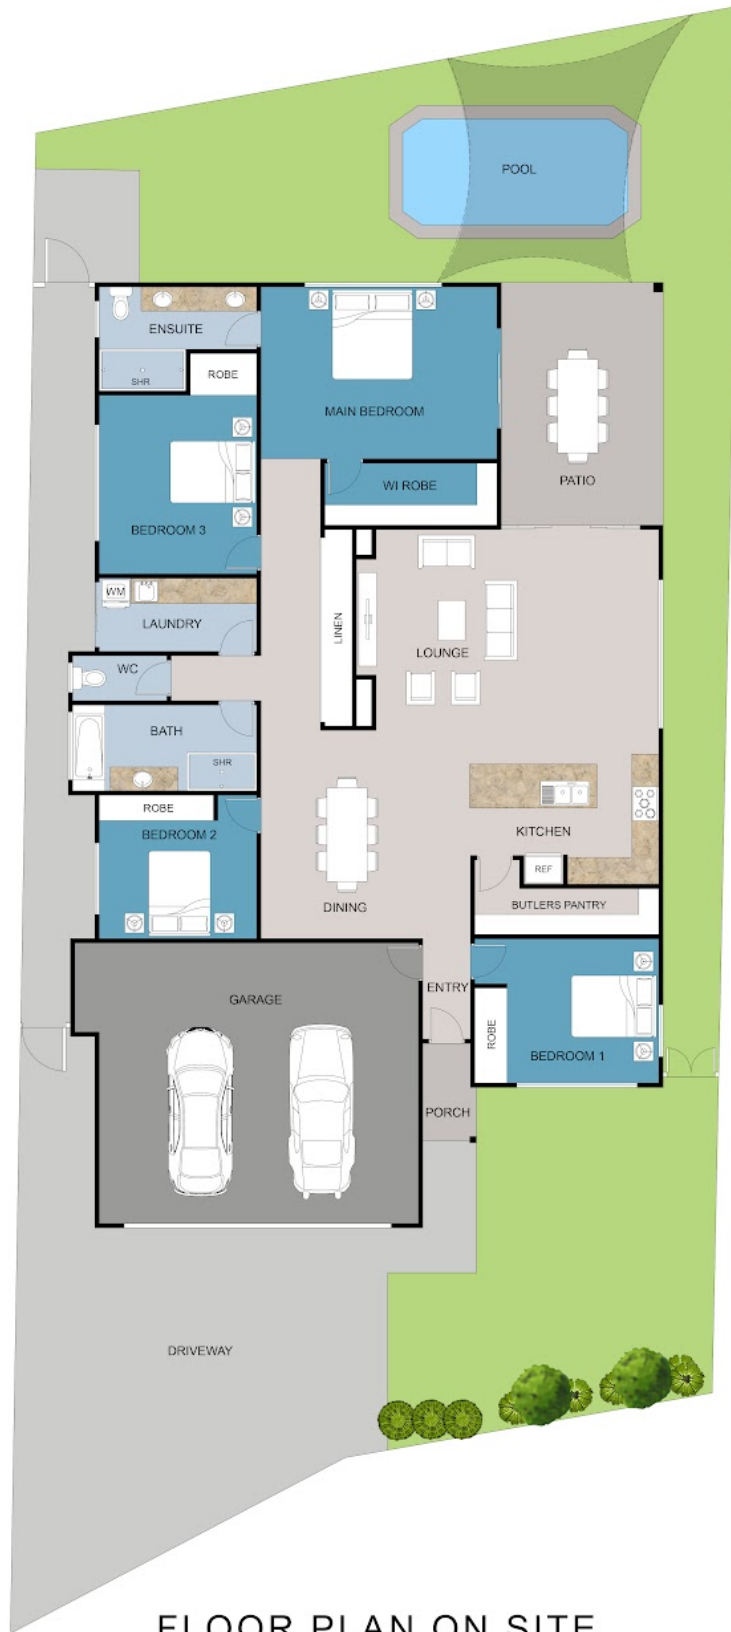 POOL
ENSUITE
SHR
ROBE
MAIN BEDROOM
WI ROBE
PATIO
BEDROOM 3
WM
LAUNDRY
LINEN
LOUNGE
WC
BATH
SHR
ROBE
BEDROOM 2
KITCHEN
REF
DINING
BUTLERS PANTRY
GARAGE
ENTRY
ROBE
BEDROOM 1
PORCH
DRIVEWAY
FLOOR PLAN ON SITE